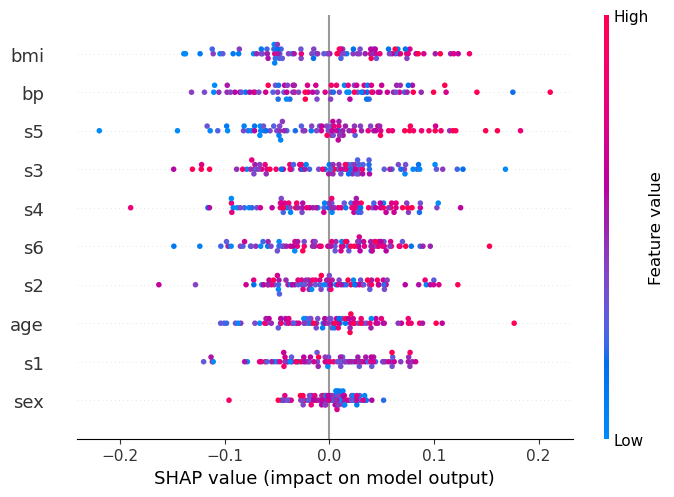 High
bmi
bp
s5
s3
s4
s6
s2
age
s1
sex
Feature value
Low
−0.2 −0.1 0.0 0.1 0.2
SHAP value (impact on model output)